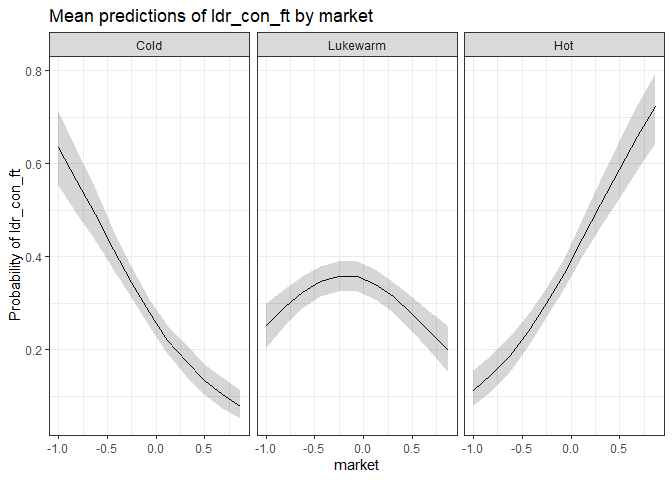 Mean predictions of ldr_con_ft by market
Cold Lukewarm Hot
Probability of ldr_con_ft
0.8
0.6
0.4
0.2
-1.0 -0.5 0.0 0.5 -1.0 -0.5 0.0 0.5 -1.0 -0.5 0.0 0.5
market